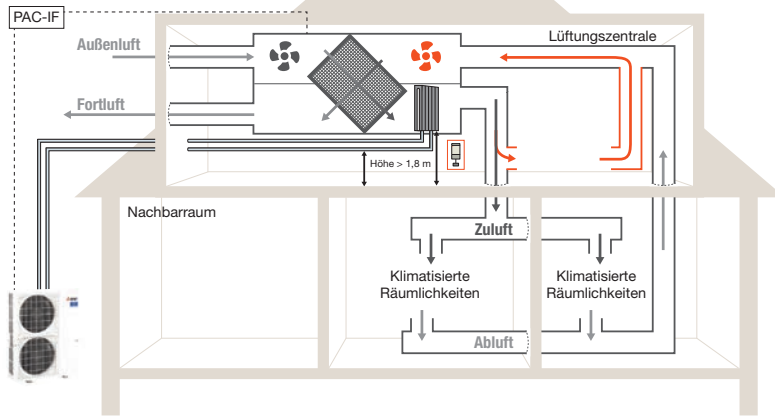 PAC-IF
Außenluft
Lüftungszentrale
Fortluft
Höhe > 1,8 m
Nachbarraum
Zuluft
Klimatisierte
Räumlichkeiten
Klimatisierte
Räumlichkeiten
Abluft